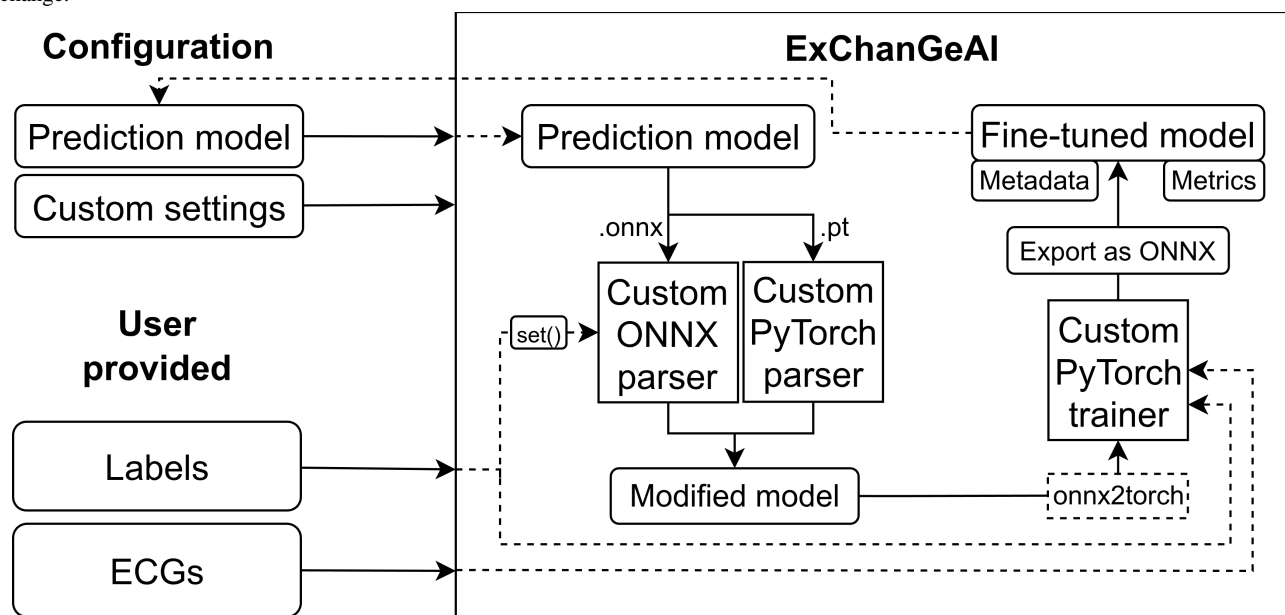 change.
Configuration
ExChanGeAI
Prediction model
Prediction model
Fine-tuned model
Metadata
Metrics
Custom settings
.onnx
.pt
Export as ONNX
Custom
ONNX
parser
Custom
PyTorch
parser
User
provided
set()
Custom
PyTorch
trainer
Labels
Modified model
onnx2torch
ECGs